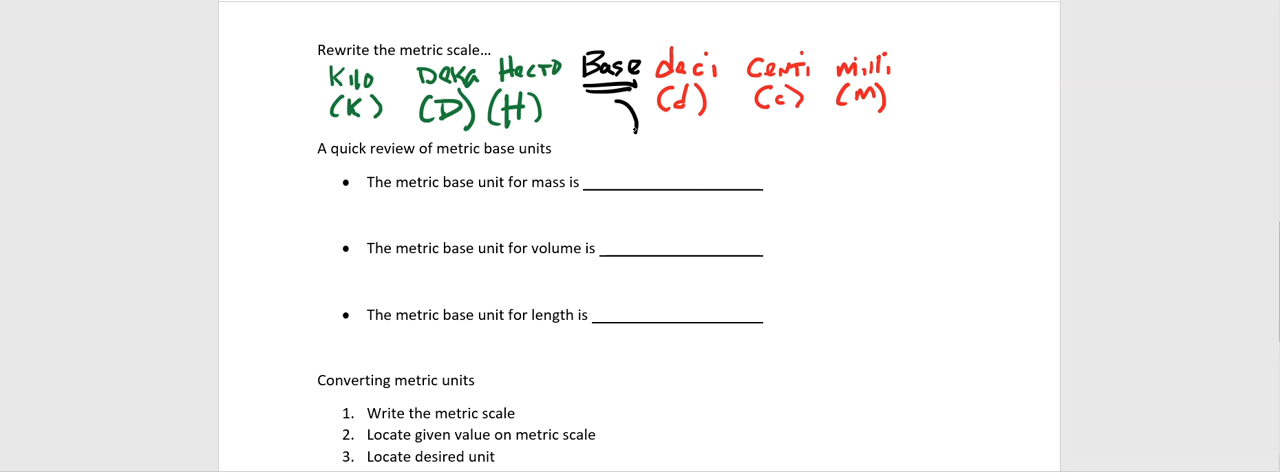 Rewrite the metric scale...
Kilo Deka Hecto Base deci centi milli
(K) (D) (H) (d) (c) (m)
A quick review of metric base units
• The metric base unit for mass is
• The metric base unit for volume is
• The metric base unit for length is
Converting metric units
1. Write the metric scale
2. Locate given value on metric scale
3. Locate desired unit